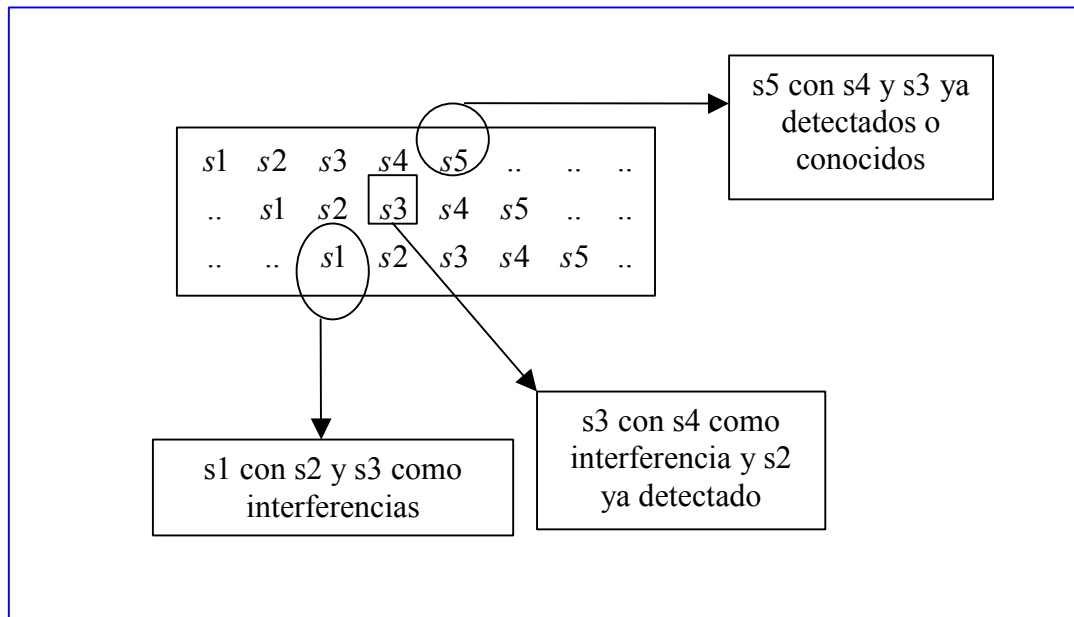 s5 con s4 y s3 ya
detectados o
conocidos
s1 s2 s3 s4 s5 .. .. ..
.. s1 s2 s3 s4 s5 .. ..
.. .. s1 s2 s3 s4 s5 ..
s3 con s4 como
interferencia y s2
ya detectado
s1 con s2 y s3 como
interferencias